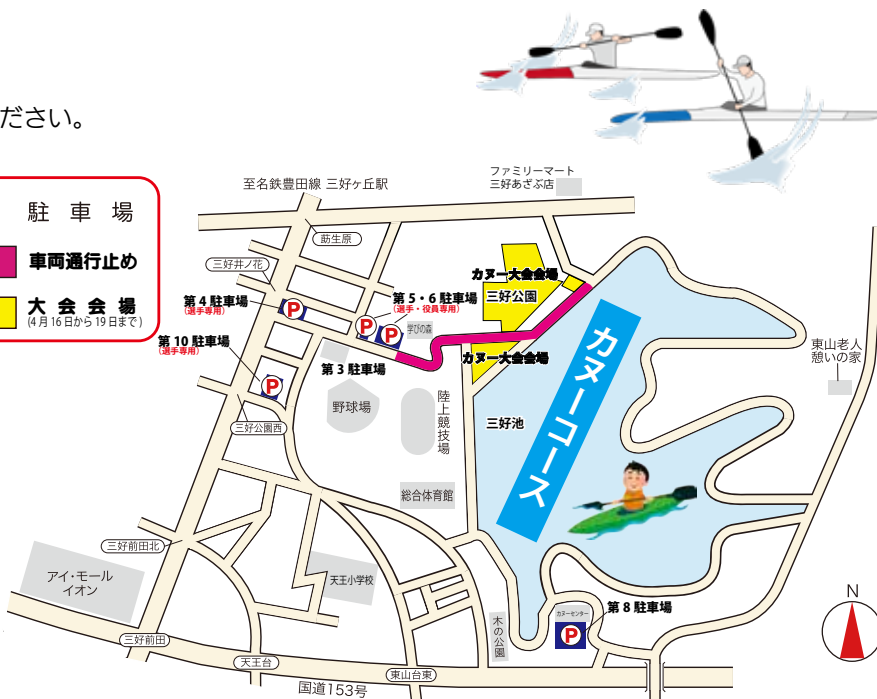 ださい。
駐車場
車両通行止め
大会会場
(4月16日から19日まで)
至名鉄豊田線 三好ヶ丘駅
ファミリーマート
三好あざぶ店
莇生原
三好井ノ花
第4駐車場
(選手専用)
P
第5・6駐車場
(選手・役員専用)
P
P
学びの森
カヌー大会会場
三好公園
カヌー大会会場
第10駐車場
(選手専用)
P
第3駐車場
野球場
陸上競技場
三好池
カヌーコース
東山老人
憩いの家
三好公園西
総合体育館
三好前田北
アイ・モール
イオン
天王小学校
木の公園
カヌーセンター
第8駐車場
P
N
三好前田
天王台
東山台東
国道153号